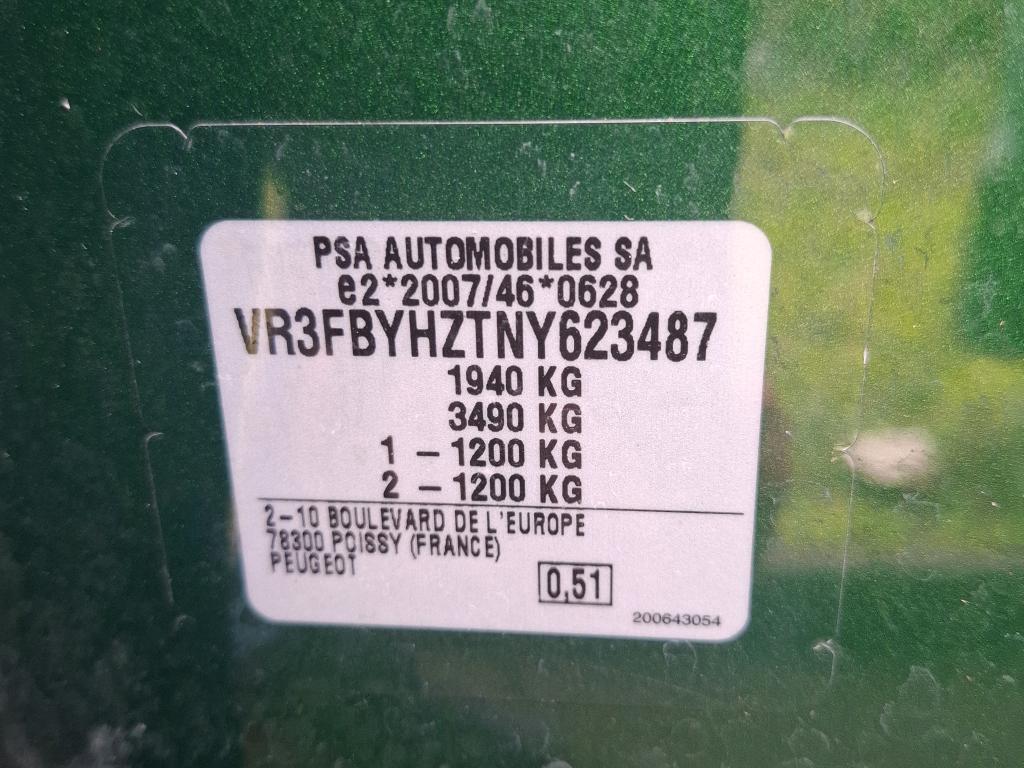 PSA AUTOMOBILES SA
e2*2007/46*0628
VR3FBYHZTNY623487
1940 KG
3490 KG
1 – 1200 KG
2 – 1200 KG
2–10 BOULEVARD DE L'EUROPE
78300 POISSY (FRANCE)
PEUGEOT
0,51
200643054